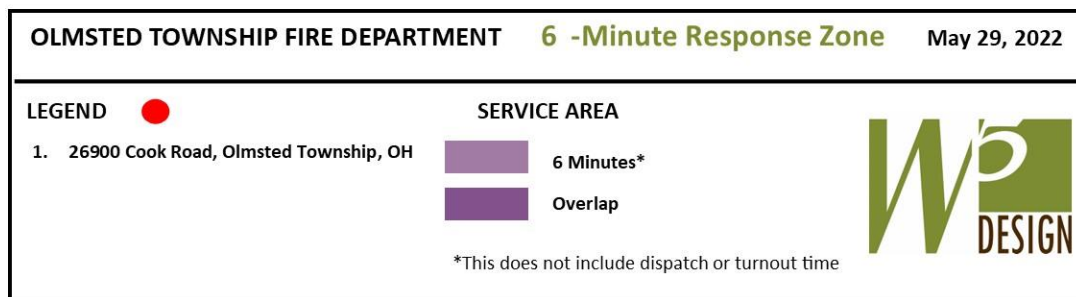 OLMSTED TOWNSHIP FIRE DEPARTMENT 6 -Minute Response Zone May 29, 2022
LEGEND
1. 26900 Cook Road, Olmsted Township, OH
SERVICE AREA
6 Minutes*
Overlap
*This does not include dispatch or turnout time
W5 DESIGN